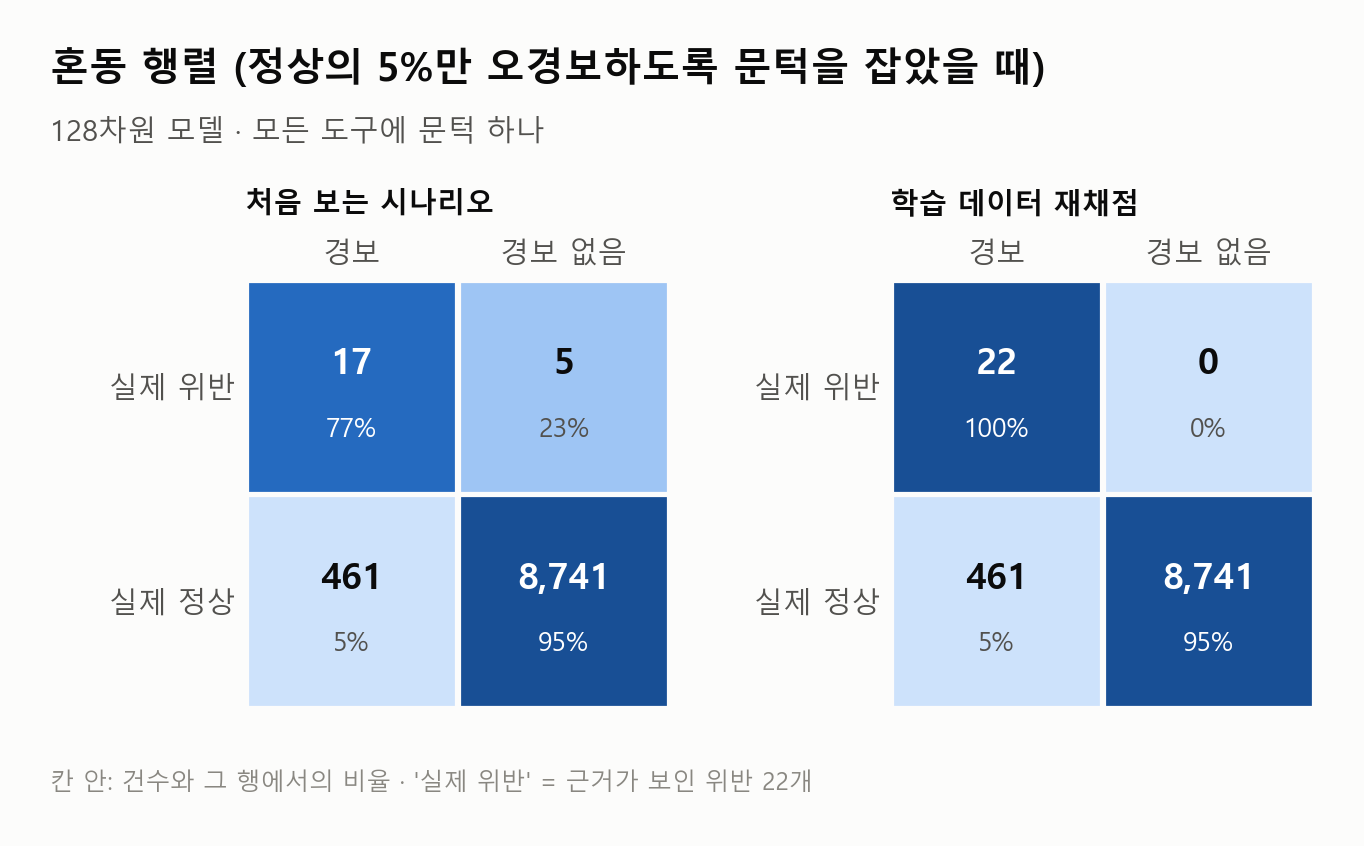 혼동 행렬 (정상의 5%만 오경보하도록 문턱을 잡았을 때)
128차원 모델 · 모든 도구에 문턱 하나
처음 보는 시나리오
경보 경보 없음
실제 위반 17 5
77% 23%
실제 정상 461 8,741
5% 95%
학습 데이터 재채점
경보 경보 없음
실제 위반 22 0
100% 0%
실제 정상 461 8,741
5% 95%
칸 안: 건수와 그 행에서의 비율 · '실제 위반' = 근거가 보인 위반 22개